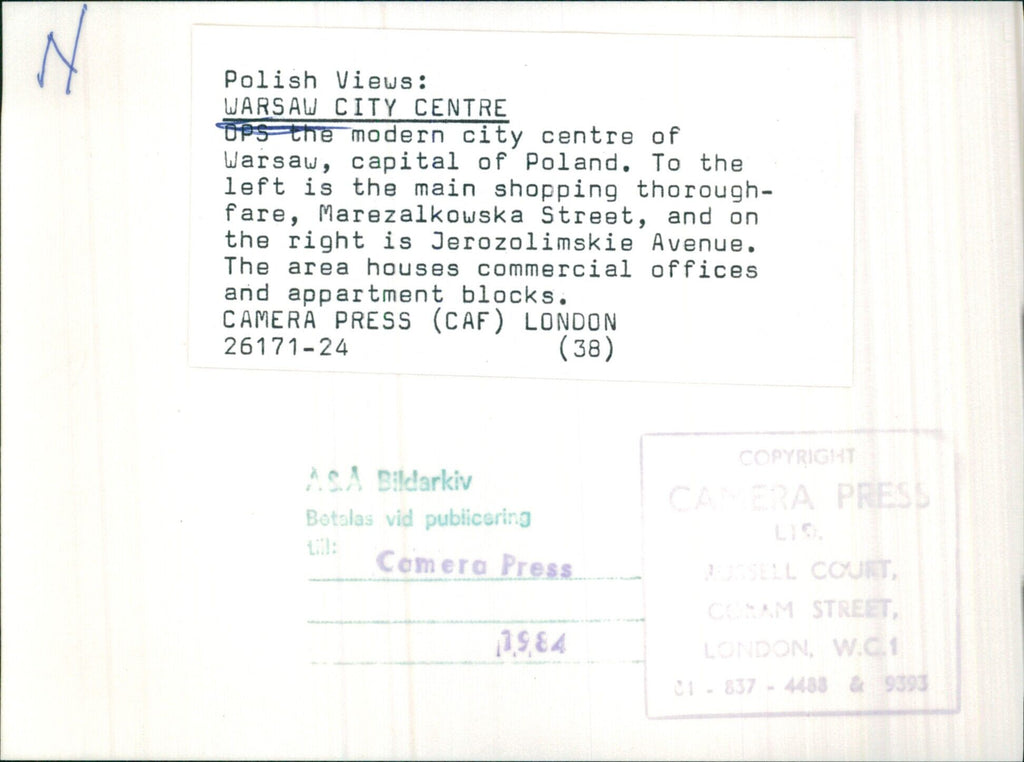 N
Polish Views:
WARSAW CITY CENTRE
OPS the modern city centre of
Warsaw, capital of Poland. To the
left is the main shopping thorough-
fare, Marezalkowska Street, and on
the right is Jerozolimskie Avenue.
The area houses commercial offices
and appartment blocks.
CAMERA PRESS (CAF) LONDON
26171-24 (38)
Bildarkiv
Betalas vid publicering
till:
Camera Press
1984
COPYRIGHT
CAMERA PRESS
LTD.
RUSSELL COURT,
CORAM STREET,
LONDON, W.C.1
01 - 837 - 4488 & 9393